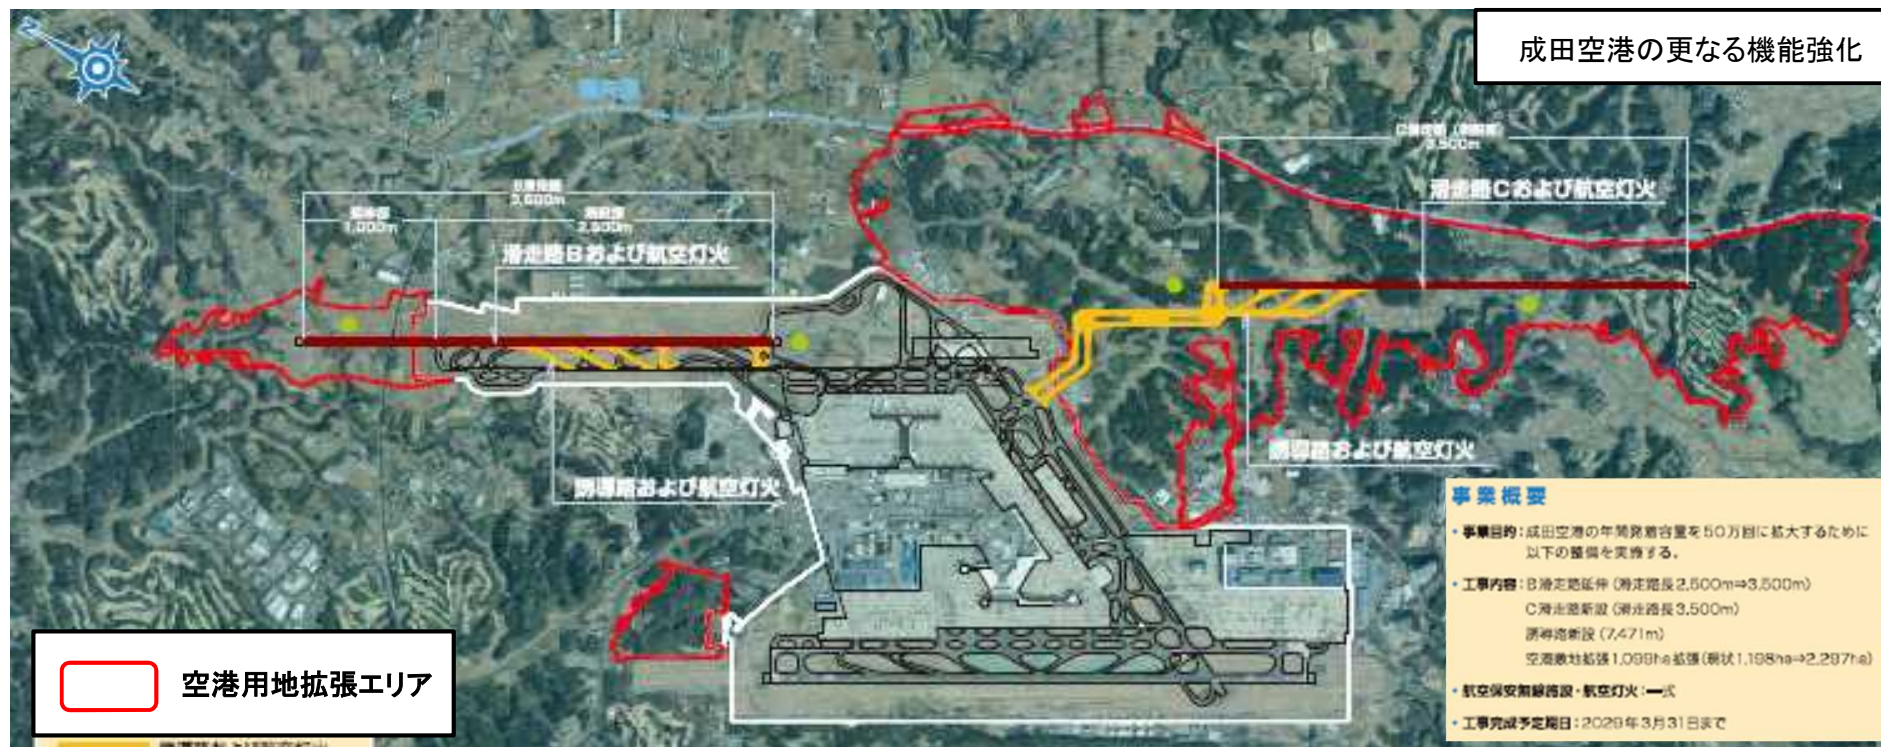 N
成田空港の更なる機能強化
C滑走路（新設部）
3,500m
滑走路Cおよび航空灯火
B滑走路
3,500m
延伸部
既設部
1,000m
2,500m
滑走路Bおよび航空灯火
誘導路および航空灯火
誘導路および航空灯火
事業概要
・事業目的：成田空港の年間発着容量を50万回に拡大するために
以下の整備を実施する。
・工事内容：B滑走路延伸（滑走路長2,500m⇒3,500m）
C滑走路新設（滑走路長3,500m）
誘導路新設（7,471m）
空港敷地拡張1,099ha拡張（現状1,198ha⇒2,297ha）
・航空保安無線施設・航空灯火：一式
・工事完成予定期日：2029年3月31日まで
空港用地拡張エリア
誘導路および航空灯火